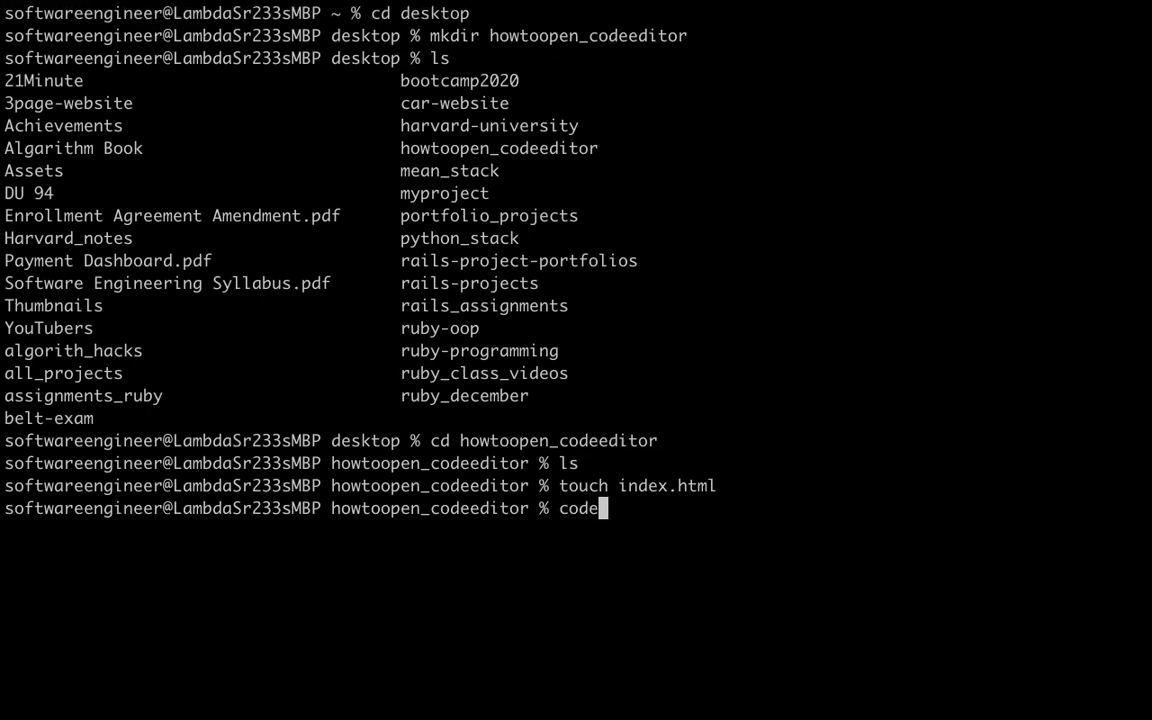 softwareengineer@LambdaSr233sMBP ~ % cd desktop
softwareengineer@LambdaSr233sMBP desktop % mkdir howtoopen_codeeditor
softwareengineer@LambdaSr233sMBP desktop % ls
21Minute bootcamp2020
3page-website car-website
Achievements harvard-university
Algarithm Book howtoopen_codeeditor
Assets mean_stack
DU 94 myproject
Enrollment Agreement Amendment.pdf portfolio_projects
Harvard_notes python_stack
Payment Dashboard.pdf rails-project-portfolios
Software Engineering Syllabus.pdf rails-projects
Thumbnails rails_assignments
YouTubers ruby-oop
algorith_hacks ruby-programming
all_projects ruby_class_videos
assignments_ruby ruby_december
belt-exam
softwareengineer@LambdaSr233sMBP desktop % cd howtoopen_codeeditor
softwareengineer@LambdaSr233sMBP howtoopen_codeeditor % ls
softwareengineer@LambdaSr233sMBP howtoopen_codeeditor % touch index.html
softwareengineer@LambdaSr233sMBP howtoopen_codeeditor % code